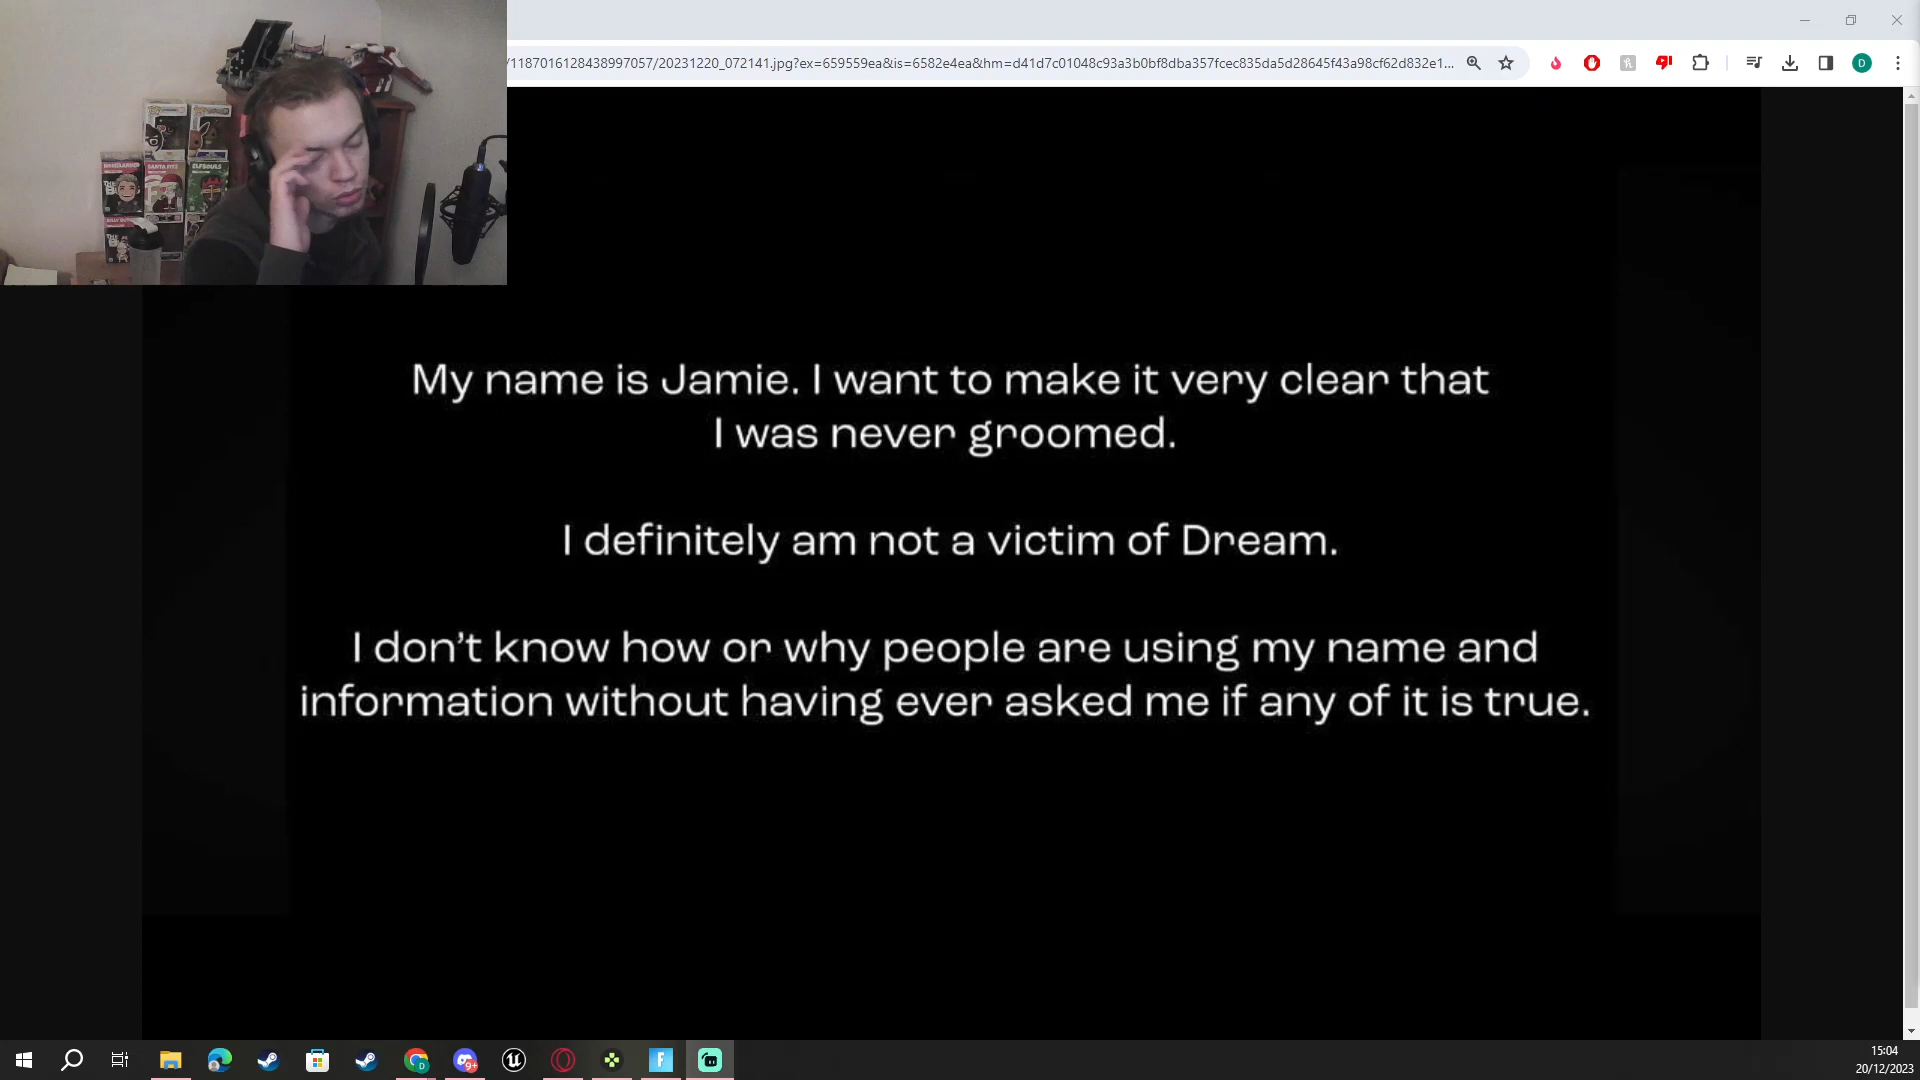 /1187016128438997057/20231220_072141.jpg?ex=659559ea&is=6582e4ea&hm=d41d7c01048c93a3b0bf8dba357fcec835da5d28645f43a98cf62d832e1...
D
My name is Jamie. I want to make it very clear that
I was never groomed.
I definitely am not a victim of Dream.
I don't know how or why people are using my name and
information without having ever asked me if any of it is true.
9+
15:04
20/12/2023